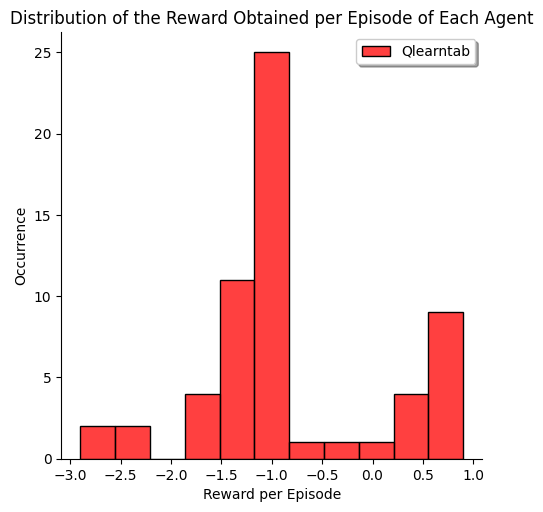 Distribution of the Reward Obtained per Episode of Each Agent
Qlearntab
25
20
15
10
5
0
Occurrence
−3.0 −2.5 −2.0 −1.5 −1.0 −0.5 0.0 0.5 1.0
Reward per Episode